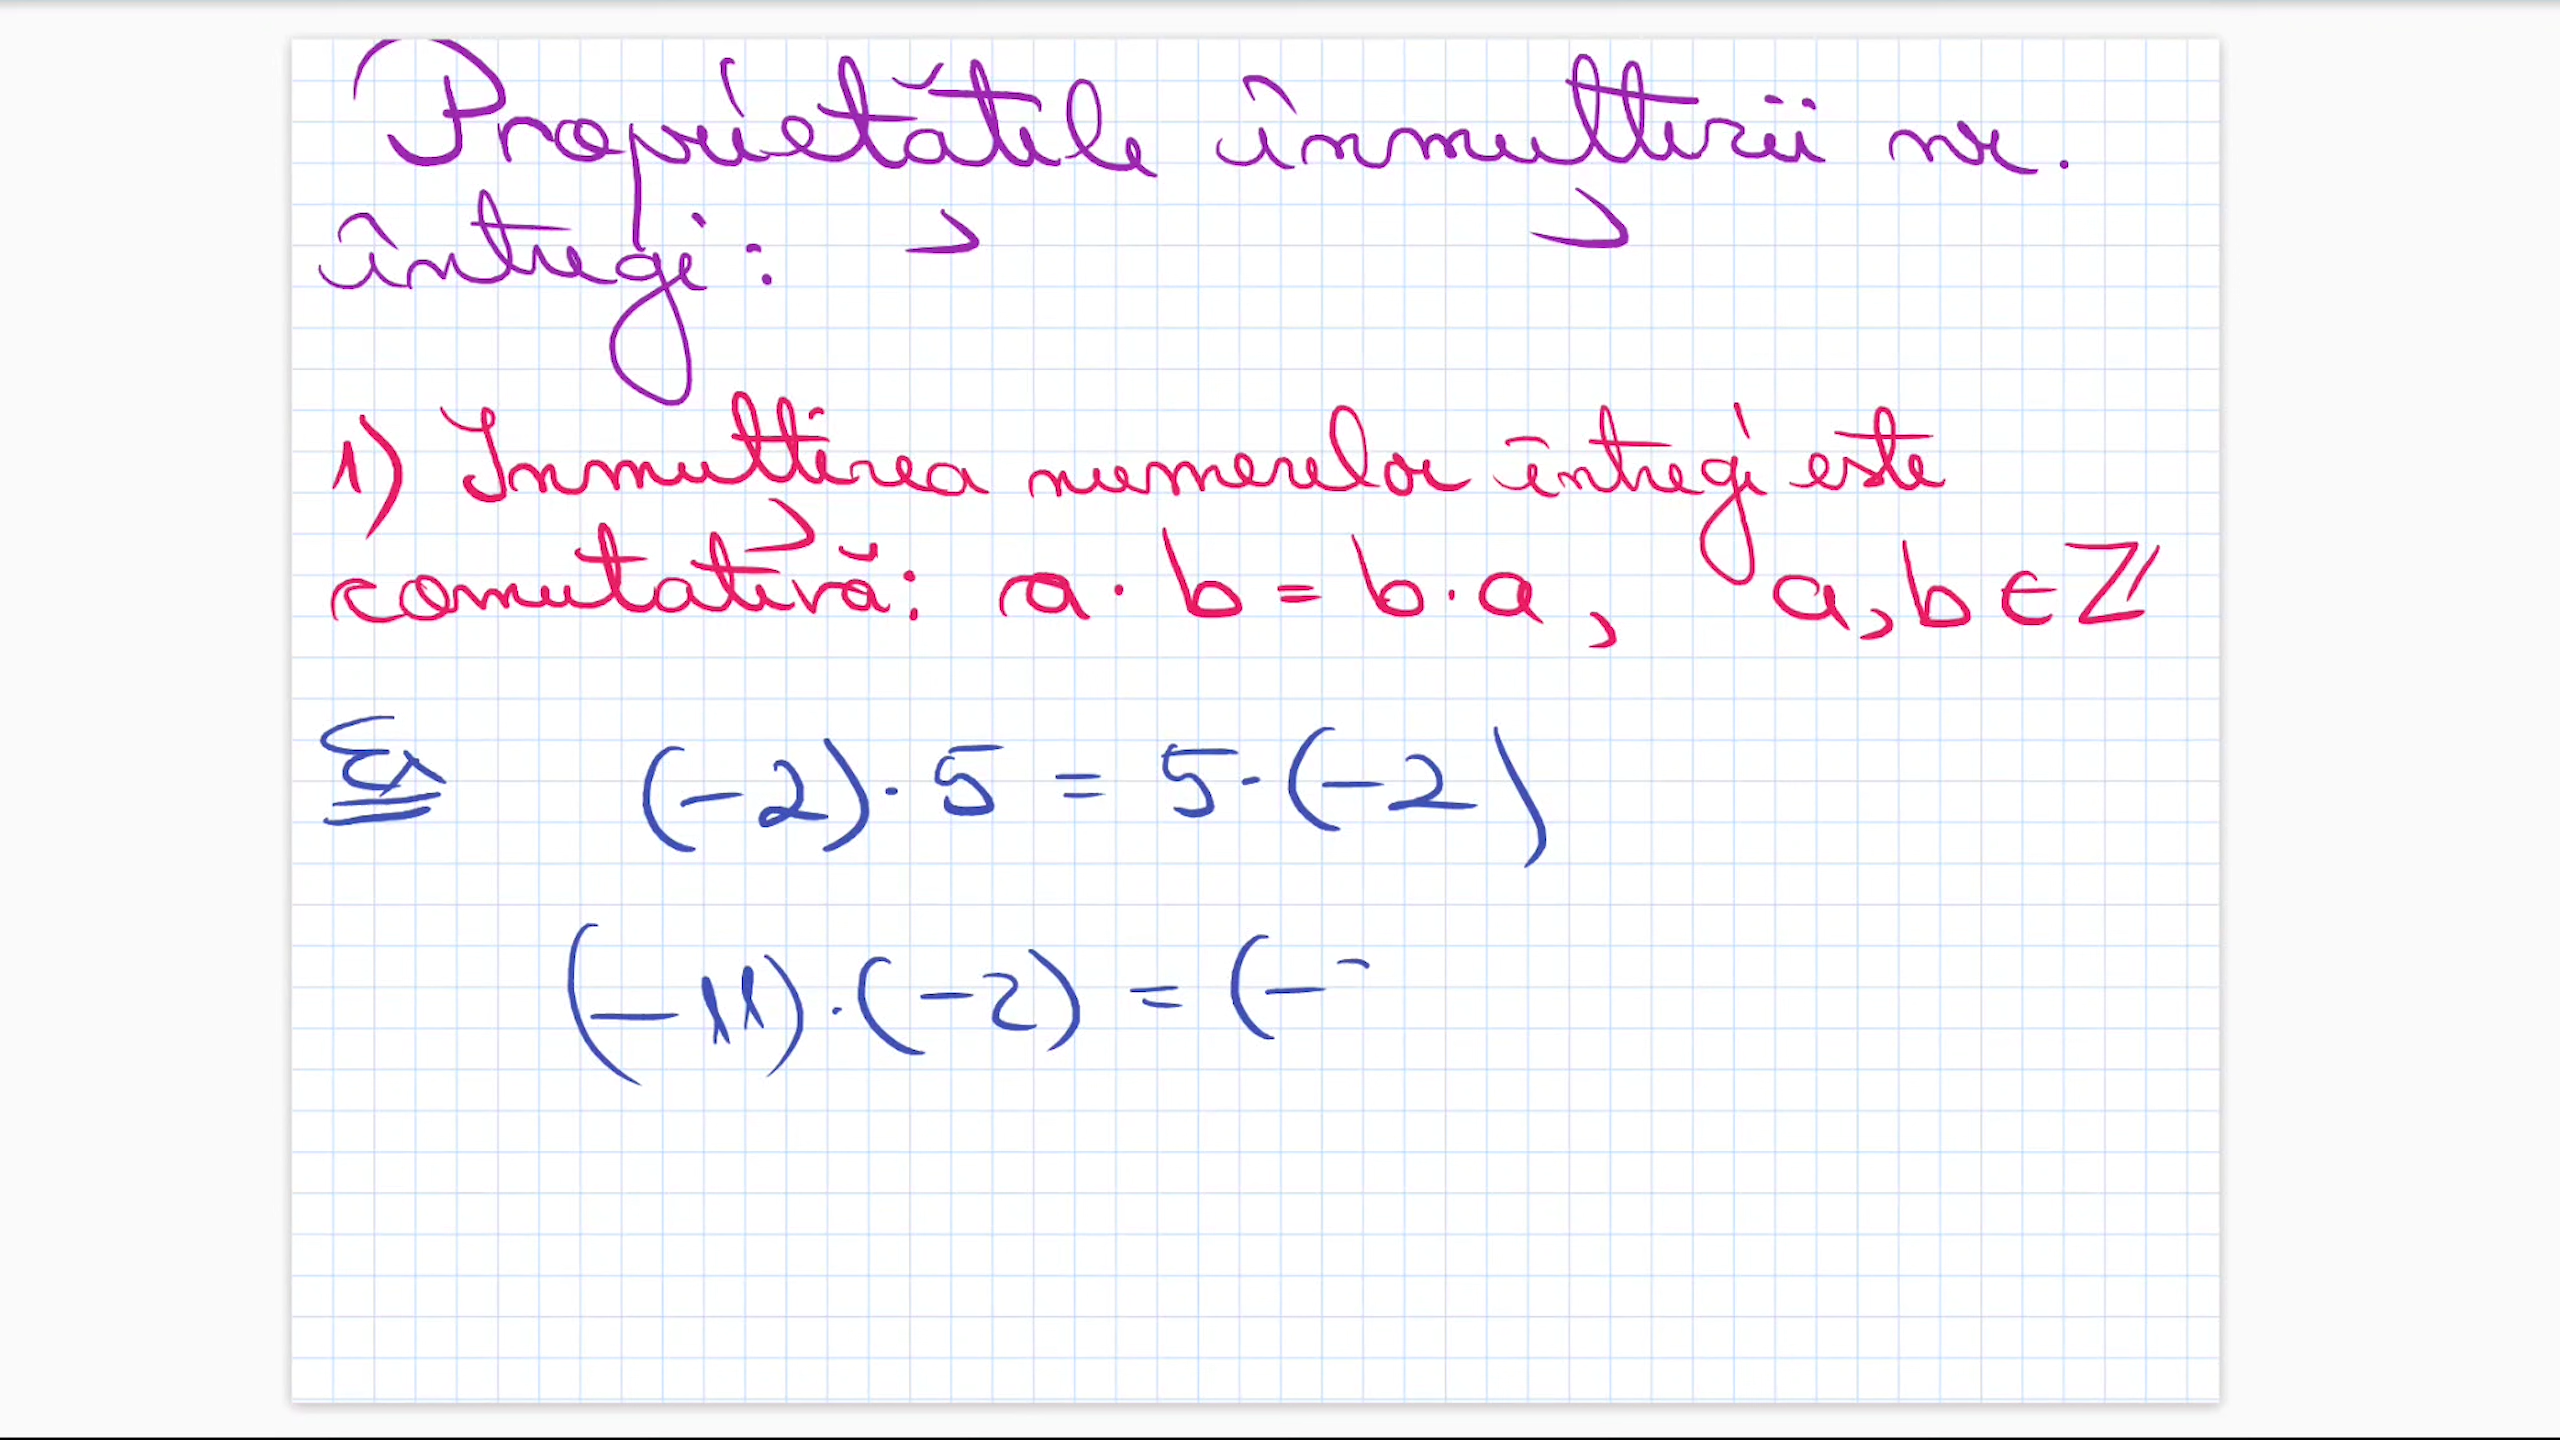 Proprietățile înmulțirii nr.
întregi:
1) Înmulțirea numerelor întregi este
comutativă: a · b = b · a, a, b ∈ ℤ
Ex (-2) · 5 = 5 · (-2)
(-11) · (-2) = (-